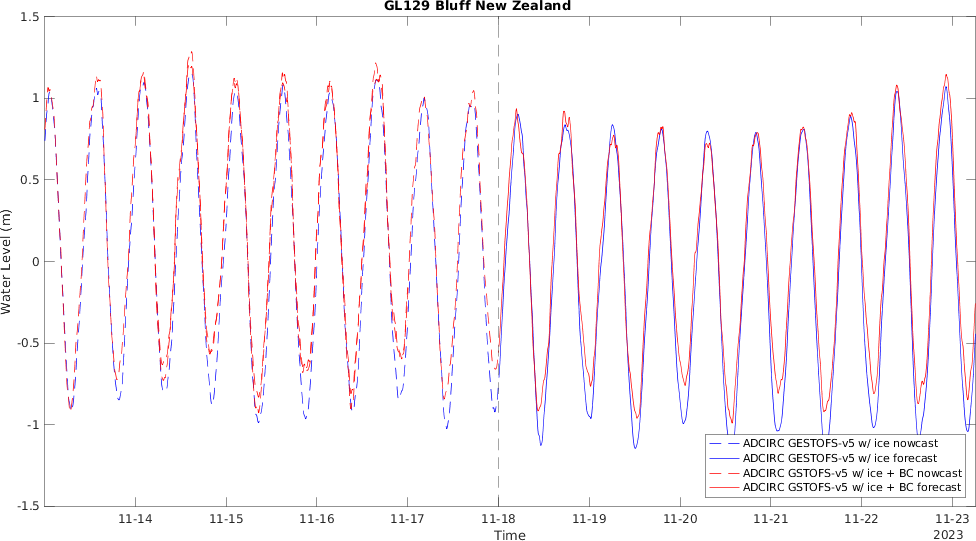 GL129 Bluff New Zealand
1.5
1
0.5
0
-0.5
-1
-1.5
Water Level (m)
11-14
11-15
11-16
11-17
11-18
11-19
11-20
11-21
11-22
11-23
2023
Time
ADCIRC GESTOFS-v5 w/ ice nowcast
ADCIRC GESTOFS-v5 w/ ice forecast
ADCIRC GSTOFS-v5 w/ ice + BC nowcast
ADCIRC GSTOFS-v5 w/ ice + BC forecast